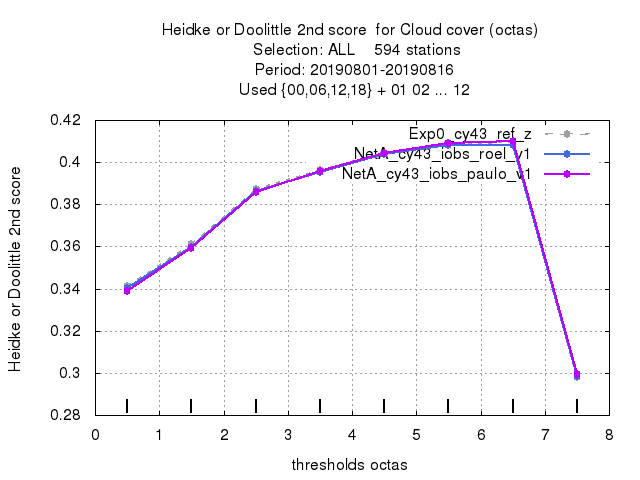 Heidke or Doolittle 2nd score for Cloud cover (octas)
Selection: ALL 594 stations
Period: 20190801-20190816
Used {00,06,12,18} + 01 02 ... 12
Heidke or Doolittle 2nd score
0.42
0.4
0.38
0.36
0.34
0.32
0.3
0.28
Exp0_cy43_ref_z
NetA_cy43_iobs_roel_v1
NetA_cy43_iobs_paulo_v1
0 1 2 3 4 5 6 7 8
thresholds octas